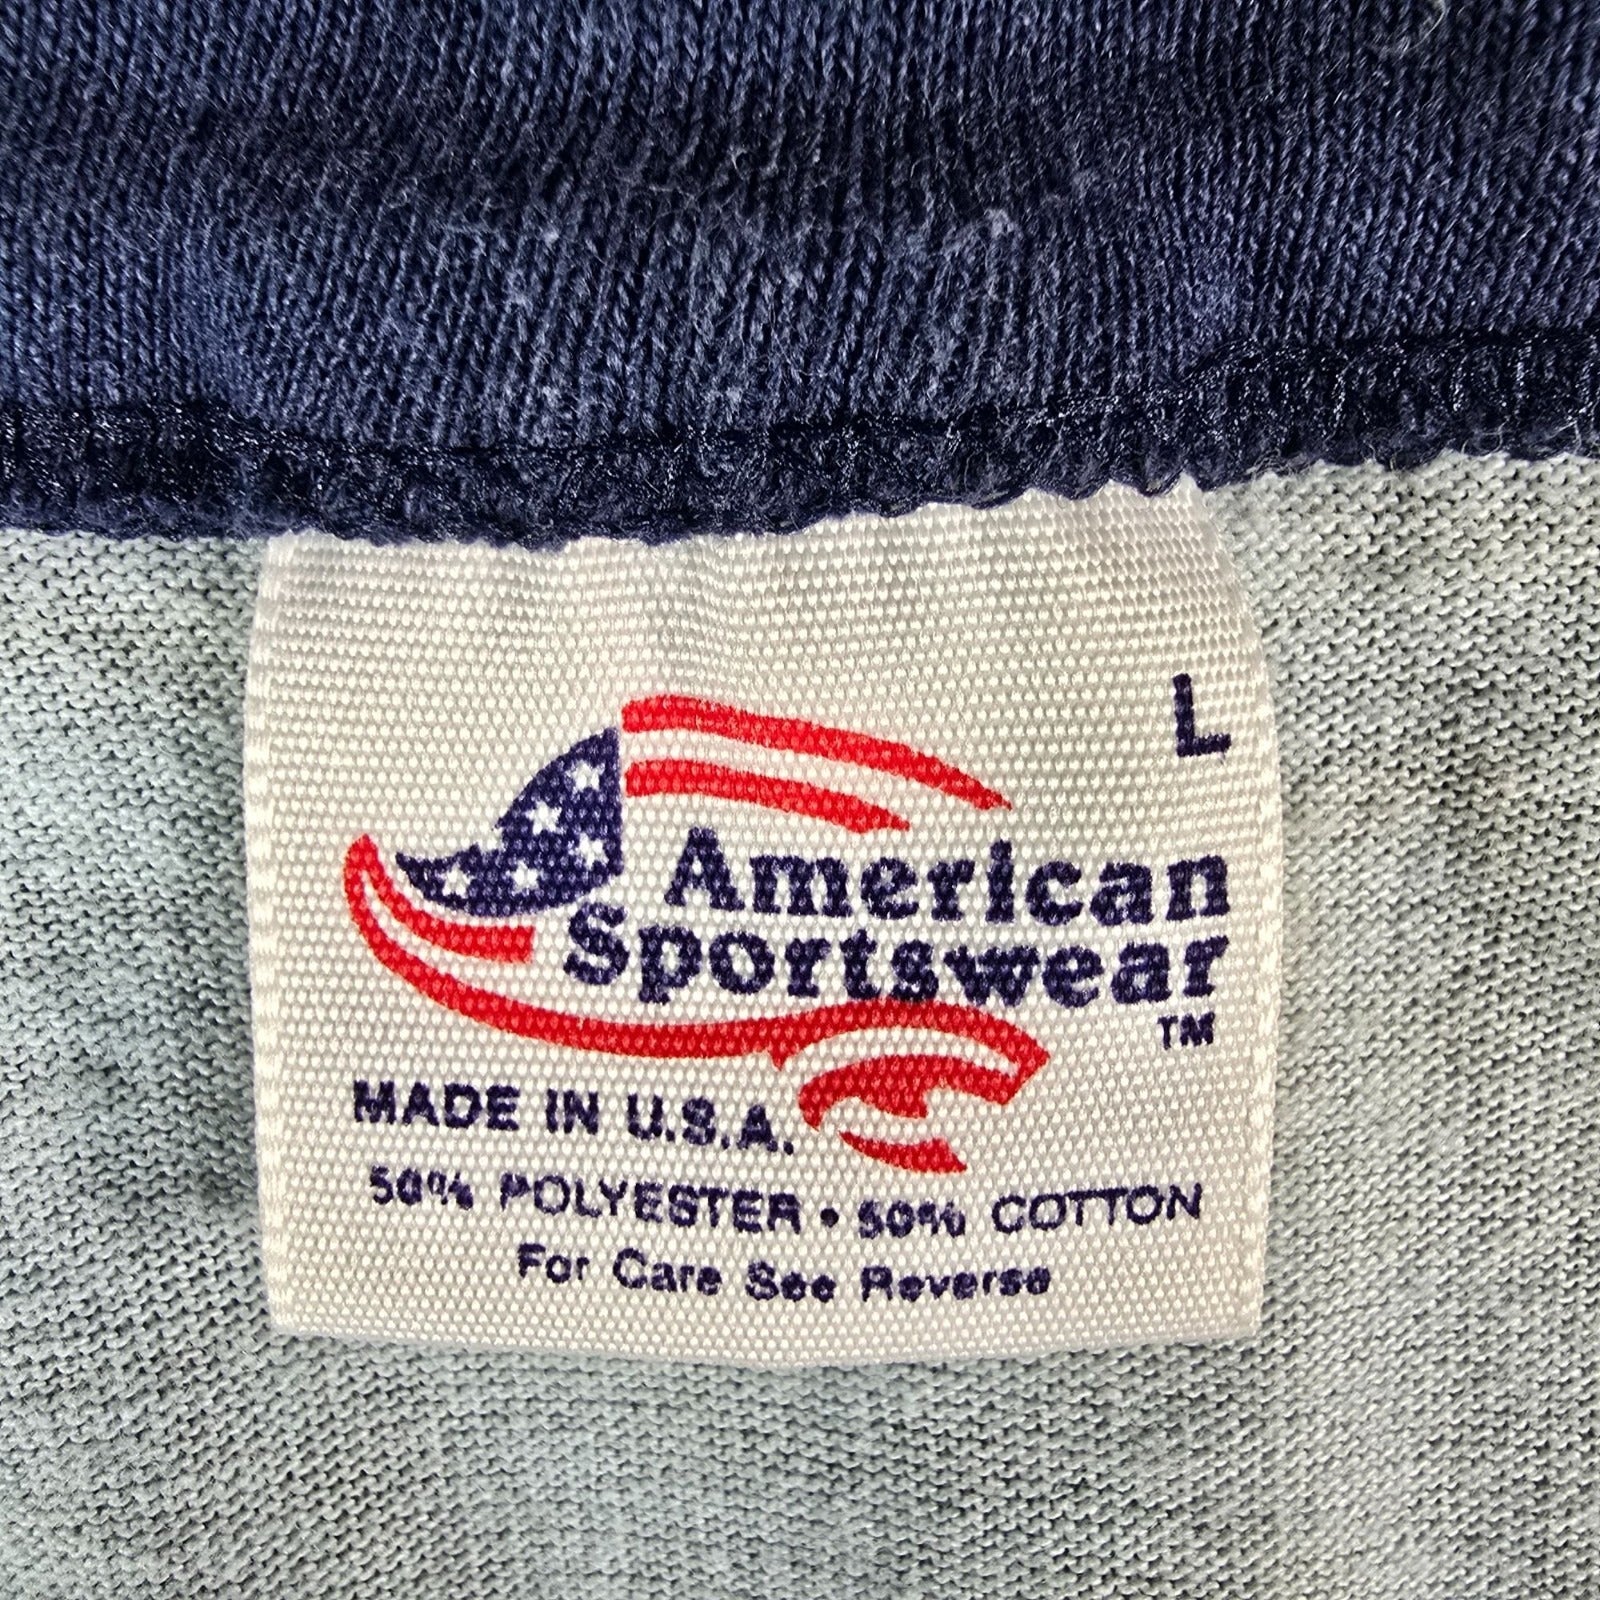 L
American
Sportswear
TM
MADE IN U.S.A.
50% POLYESTER • 50% COTTON
For Care See Reverse